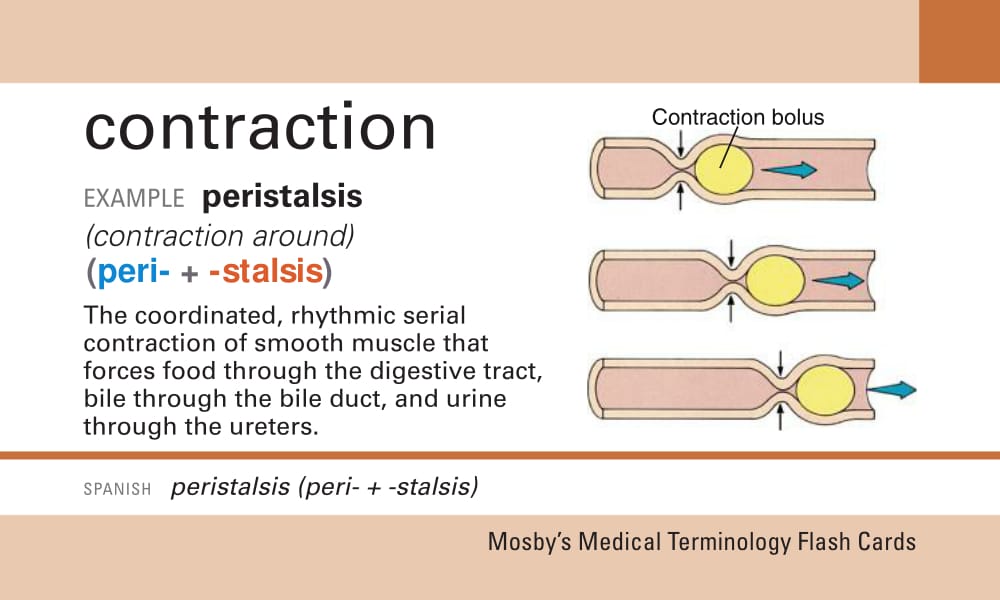 contraction
EXAMPLE peristalsis
(contraction around)
(peri- + -stalsis)
The coordinated, rhythmic serial
contraction of smooth muscle that
forces food through the digestive tract,
bile through the bile duct, and urine
through the ureters.
Contraction bolus
SPANISH peristalsis (peri- + -stalsis)
Mosby's Medical Terminology Flash Cards